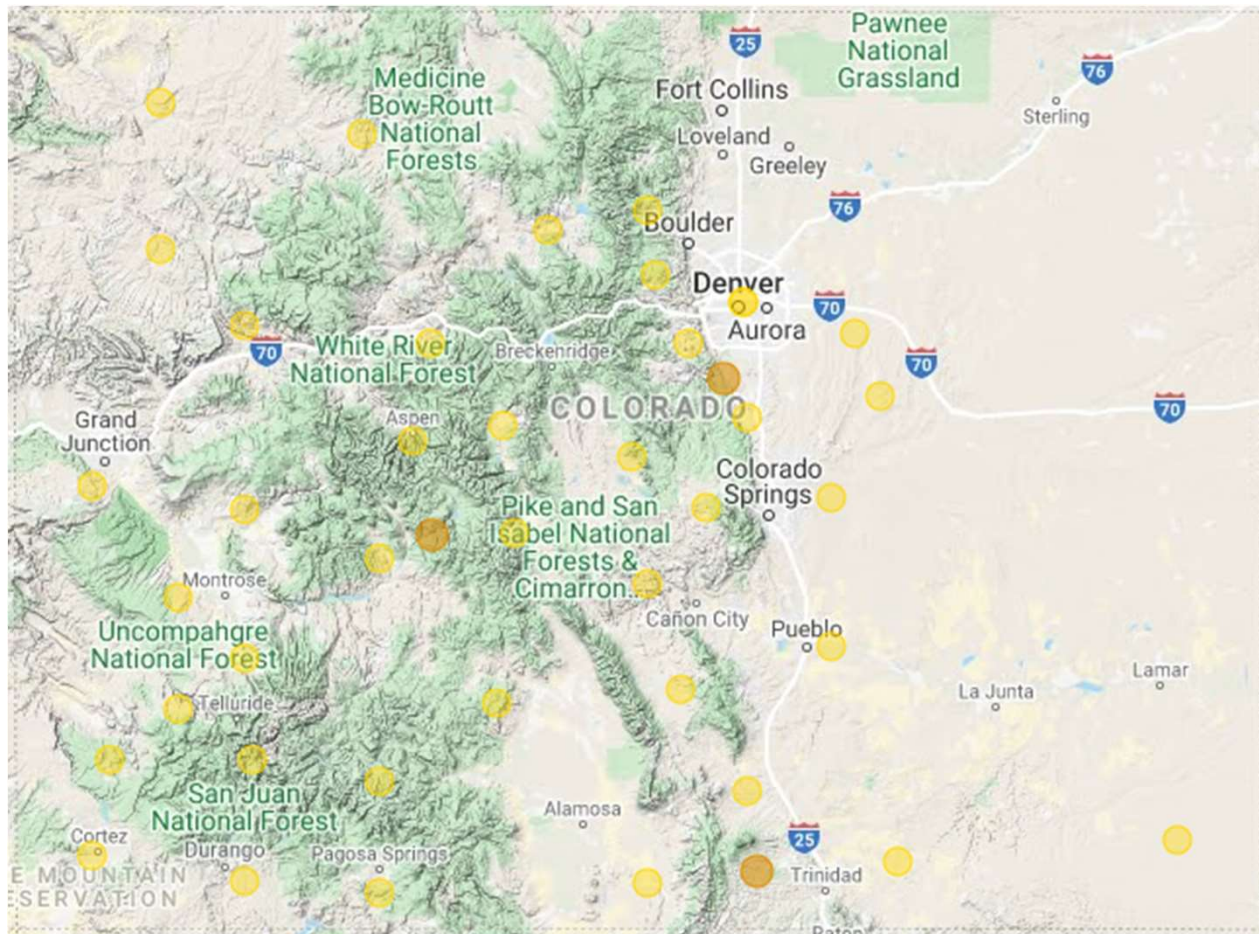 Pawnee
National
Grassland
25
76
Medicine
Bow-Routt
National
Forests
Fort Collins
Sterling
Loveland
Greeley
76
Boulder
Denver
70
Aurora
70
White River
National Forest
Breckenridge
70
70
COLORADO
Aspen
Grand
Junction
Colorado
Springs
Pike and San
Isabel National
Forests &
Cimarron...
Montrose
Cañon City
Pueblo
Uncompahgre
National Forest
Lamar
La Junta
Telluride
San Juan
National Forest
Alamosa
Cortez
Durango
Pagosa Springs
25
E MOUNTAIN
ESERVATION
Trinidad
Raton